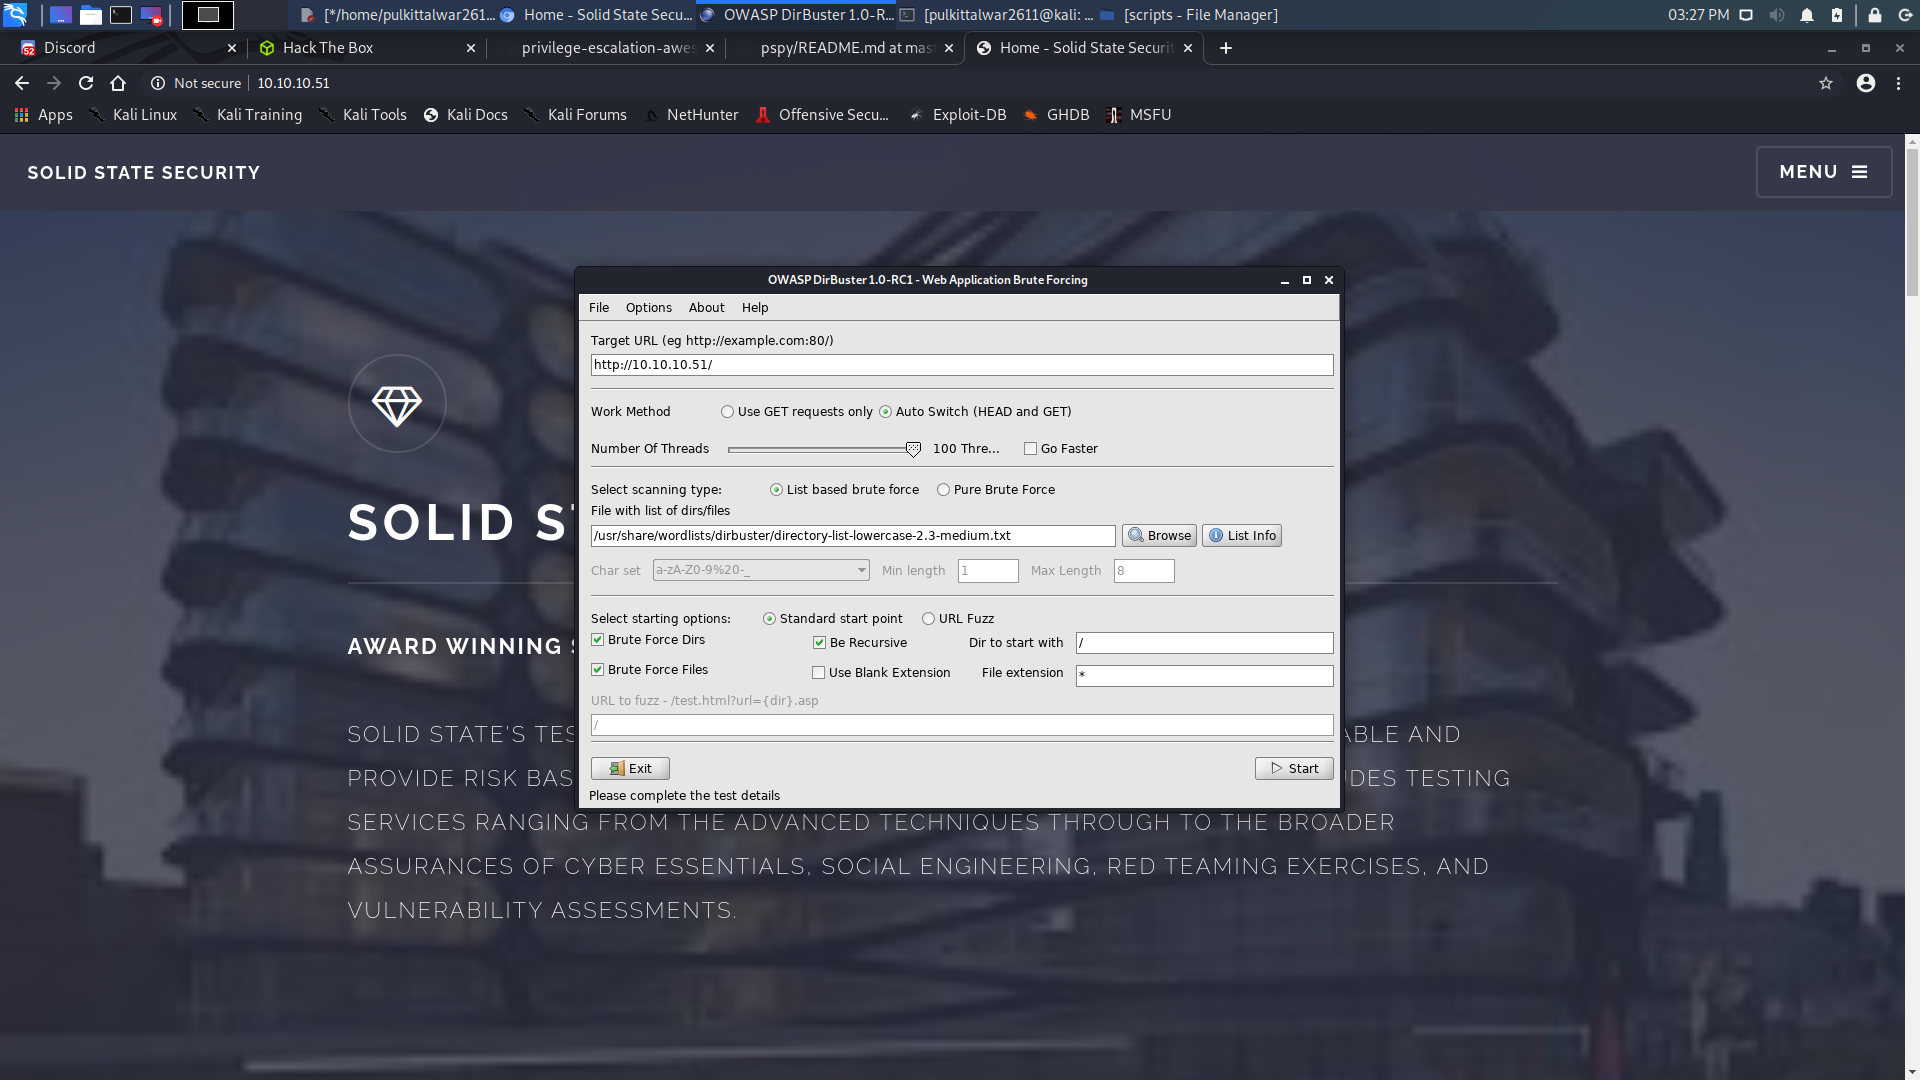 [*/home/pulkittalwar261... Home - Solid State Secu... OWASP DirBuster 1.0-R... [pulkittalwar2611@kali: ... [scripts - File Manager] 03:27 PM
Discord Hack The Box privilege-escalation-awes pspy/README.md at mas Home - Solid State Securit
Not secure 10.10.10.51
Apps Kali Linux Kali Training Kali Tools Kali Docs Kali Forums NetHunter Offensive Secu... Exploit-DB GHDB MSFU
SOLID STATE SECURITY
MENU
OWASP DirBuster 1.0-RC1 - Web Application Brute Forcing
File Options About Help
Target URL (eg http://example.com:80/)
http://10.10.10.51/
Work Method Use GET requests only Auto Switch (HEAD and GET)
Number Of Threads 100 Thre... Go Faster
Select scanning type: List based brute force Pure Brute Force
File with list of dirs/files
/usr/share/wordlists/dirbuster/directory-list-lowercase-2.3-medium.txt Browse List Info
Char set a-zA-Z0-9%20-_ Min length 1 Max Length 8
Select starting options: Standard start point URL Fuzz
Brute Force Dirs Be Recursive Dir to start with /
Brute Force Files Use Blank Extension File extension *
URL to fuzz - /test.html?url={dir}.asp
/
Exit Start
Please complete the test details
SOLID
AWARD WINNING
SOLID STATE'S ABLE AND
PROVIDE RISK TESTING
SERVICES RANGING FROM THE ADVANCED TECHNIQUES THROUGH TO THE BROADER
ASSURANCES OF CYBER ESSENTIALS, SOCIAL ENGINEERING, RED TEAMING EXERCISES, AND
VULNERABILITY ASSESSMENTS.